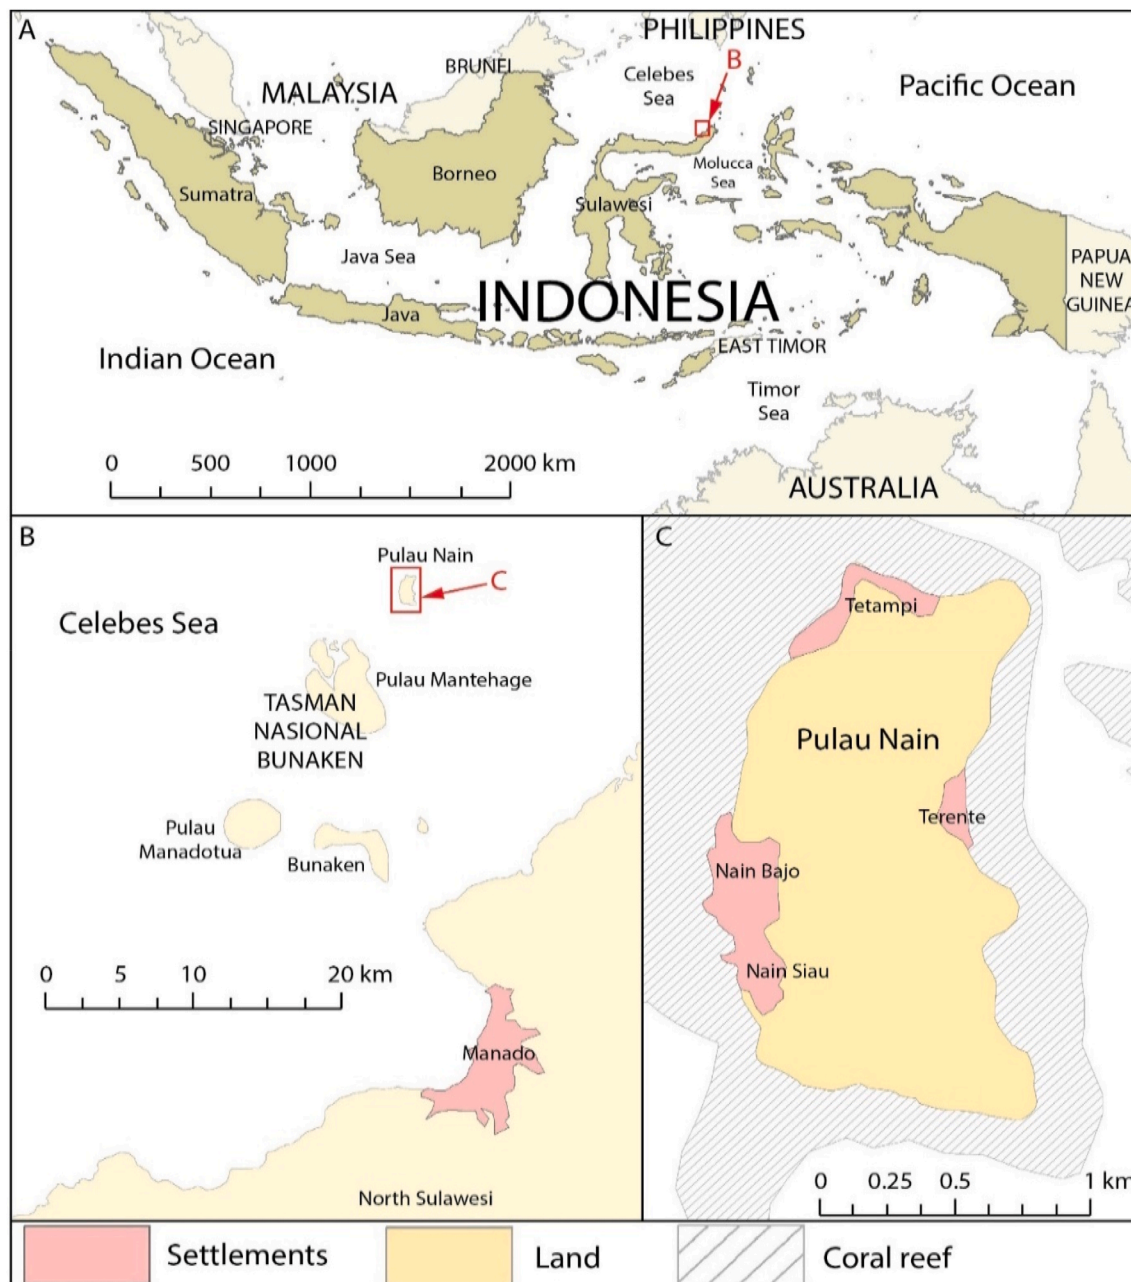 A
PHILIPPINES
B
BRUNEI
Celebes
Sea
Pacific Ocean
MALAYSIA
SINGAPORE
Molucca
Sea
Borneo
Sumatra
Sulawesi
Java Sea
PAPUA
NEW
GUINEA
INDONESIA
Java
EAST TIMOR
Indian Ocean
Timor
Sea
0 500 1000 2000 km
AUSTRALIA
B
Pulau Nain
C
Celebes Sea
Pulau Mantehage
TASMAN
NASIONAL
BUNAKEN
Pulau
Manadotua
Bunaken
0 5 10 20 km
Manado
North Sulawesi
C
Tetampi
Pulau Nain
Terente
Nain Bajo
Nain Siau
0 0.25 0.5 1 km
Settlements
Land
Coral reef